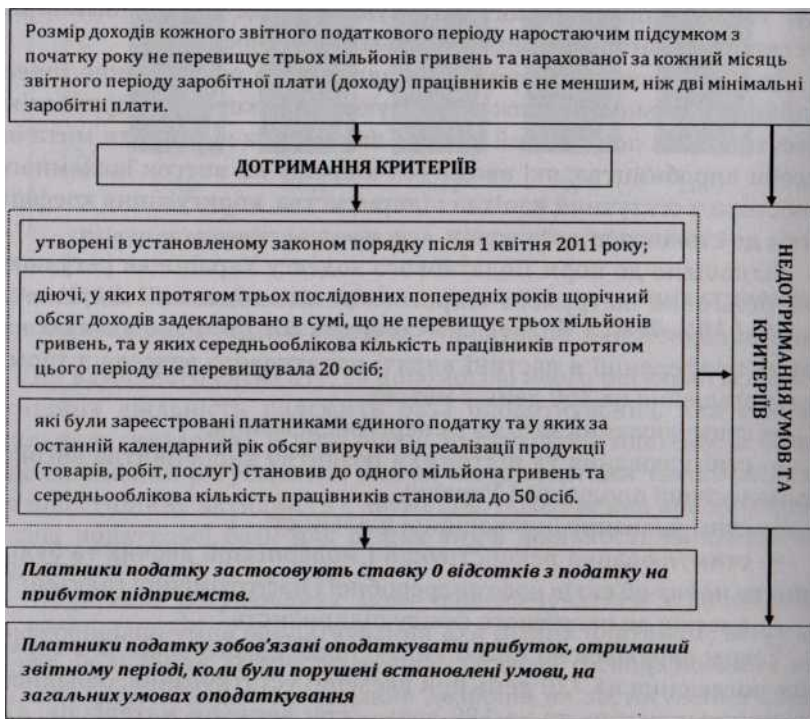 Розмір доходів кожного звітного податкового періоду наростаючим підсумком з
початку року не перевищує трьох мільйонів гривень та нарахованої за кожний місяць
звітного періоду заробітної плати (доходу) працівників є не меншим, ніж дві мінімальні
заробітні плати.
ДОТРИМАННЯ КРИТЕРІЇВ
утворені в установленому законом порядку після 1 квітня 2011 року;
діючі, у яких протягом трьох послідовних попередніх років щорічний
обсяг доходів задекларовано в сумі, що не перевищує трьох мільйонів
гривень, та у яких середньооблікова кількість працівників протягом
цього періоду не перевищувала 20 осіб;
які були зареєстровані платниками єдиного податку та у яких за
останній календарний рік обсяг виручки від реалізації продукції
(товарів, робіт, послуг) становив до одного мільйона гривень та
середньооблікова кількість працівників становила до 50 осіб.
НЕДОТРИМАННЯ УМОВ ТА
КРИТЕРІЇВ
Платники податку застосовують ставку 0 відсотків з податку на
прибуток підприємств.
Платники податку зобов'язані оподаткувати прибуток, отриманий у
звітному періоді, коли були порушені встановлені умови, на
загальних умовах оподаткування